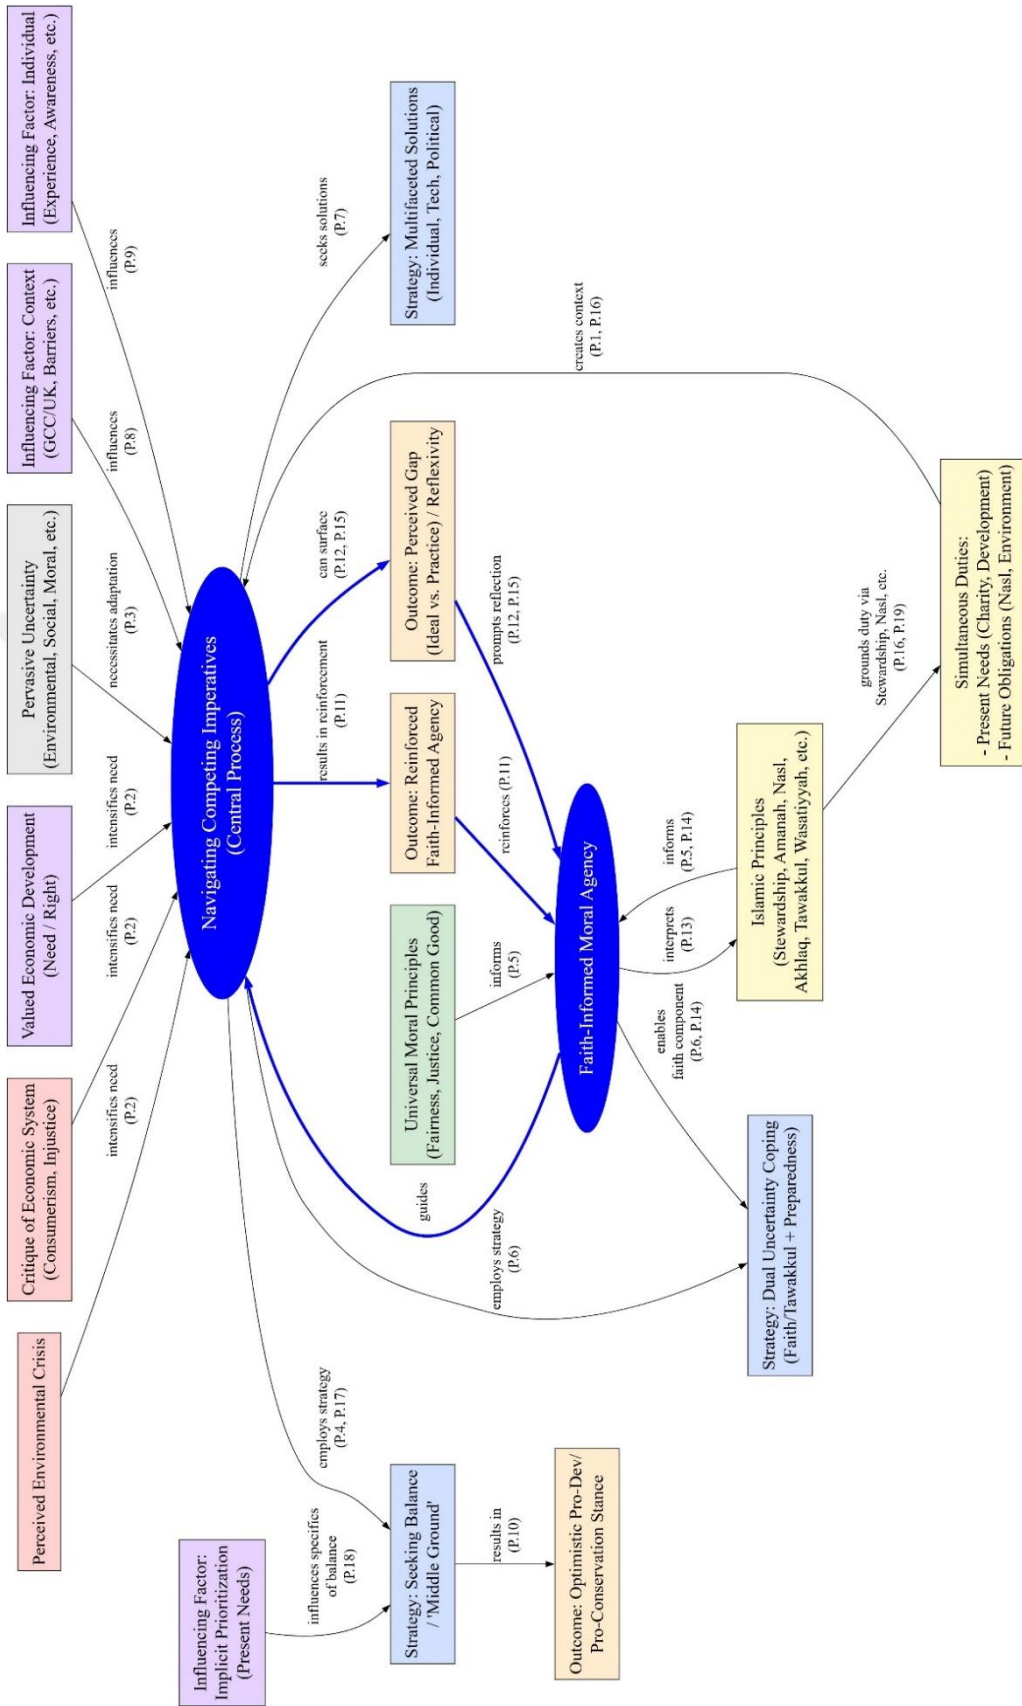 Perceived Environmental Crisis
Critique of Economic System
(Consumerism, Injustice)
Valued Economic Development
(Need / Right)
Pervasive Uncertainty
(Environmental, Social, Moral, etc.)
Influencing Factor: Context
(GCC/UK, Barriers, etc.)
Influencing Factor: Individual
(Experience, Awareness, etc.)
intensifies need
(P.2)
intensifies need
(P.2)
intensifies need
(P.2)
necessitates adaptation
(P.3)
influences
(P.8)
influences
(P.9)
Influencing Factor:
Implicit Prioritization
(Present Needs)
Navigating Competing Imperatives
(Central Process)
influences specifics
of balance
(P.18)
employs strategy
(P.4, P.17)
results in reinforcement
(P.11)
can surface
(P.12, P.15)
seeks solutions
(P.7)
Strategy: Seeking Balance
/ 'Middle Ground'
guides
Universal Moral Principles
(Fairness, Justice, Common Good)
Outcome: Reinforced
Faith-Informed Agency
Outcome: Perceived Gap
(Ideal vs. Practice) / Reflexivity
Strategy: Multifaceted Solutions
(Individual, Tech, Political)
results in
(P.10)
employs strategy
(P.6)
informs
(P.5)
reinforces (P.11)
prompts reflection
(P.12, P.15)
creates context
(P.1, P.16)
Outcome: Optimistic Pro-Dev/
Pro-Conservation Stance
Faith-Informed Moral Agency
enables
faith component
(P.6, P.14)
interprets
(P.13)
informs
(P.5, P.14)
Strategy: Dual Uncertainty Coping
(Faith/Tawakkul + Preparedness)
Islamic Principles
(Stewardship, Amanah, Nasl,
Akhlaq, Tawakkul, Wasatiyyah, etc.)
grounds duty via
Stewardship, Nasl, etc.
(P.16, P.19)
Simultaneous Duties:
- Present Needs (Charity, Development)
- Future Obligations (Nasl, Environment)